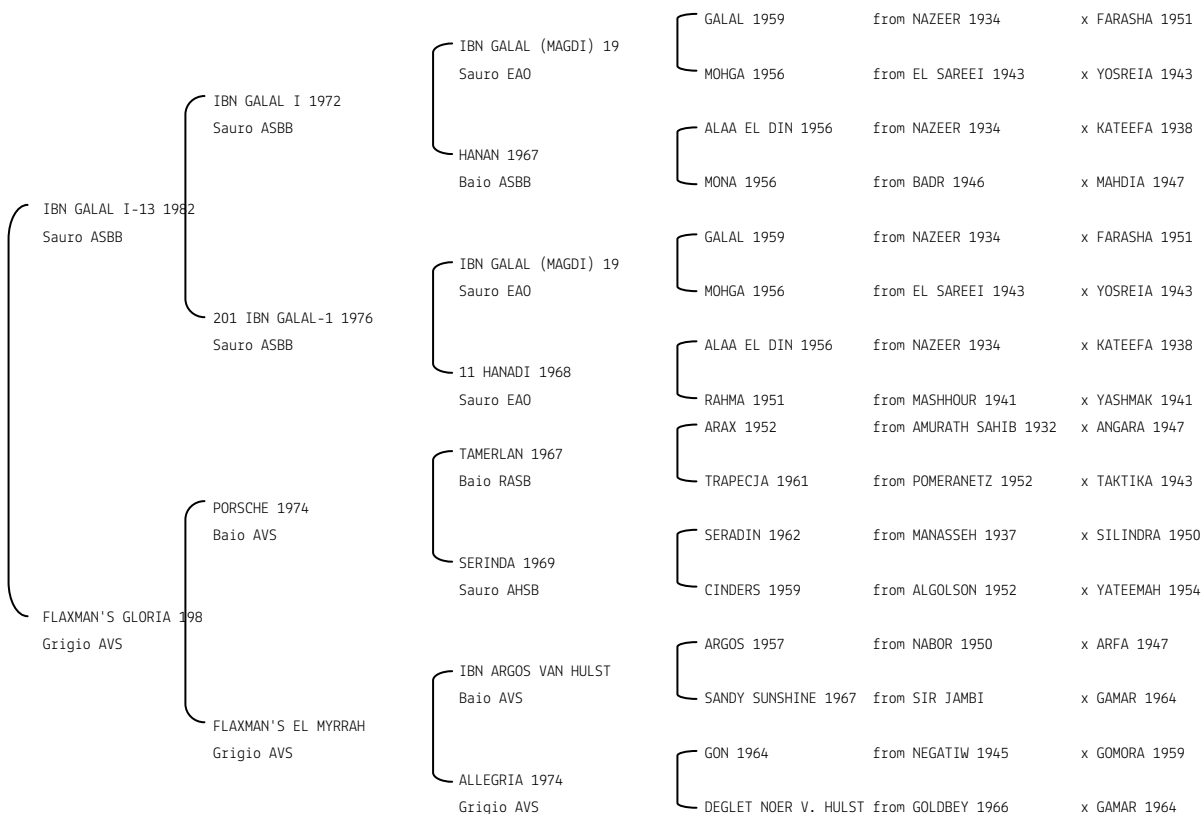 GALAL 1959 from NAZEER 1934 x FARASHA 1951
IBN GALAL (MAGDI) 19
Sauro EAO
MOHGA 1956 from EL SAREEI 1943 x YOSREIA 1943
IBN GALAL I 1972
Sauro ASBB
ALAA EL DIN 1956 from NAZEER 1934 x KATEEFA 1938
HANAN 1967
Baio ASBB
MONA 1956 from BADR 1946 x MAHDIA 1947
IBN GALAL I-13 1982
Sauro ASBB
GALAL 1959 from NAZEER 1934 x FARASHA 1951
IBN GALAL (MAGDI) 19
Sauro EAO
MOHGA 1956 from EL SAREEI 1943 x YOSREIA 1943
201 IBN GALAL-1 1976
Sauro ASBB
ALAA EL DIN 1956 from NAZEER 1934 x KATEEFA 1938
11 HANADI 1968
Sauro EAO
RAHMA 1951 from MASHHOUR 1941 x YASHMAK 1941
ARAX 1952 from AMURATH SAHIB 1932 x ANGARA 1947
TAMERLAN 1967
Baio RASB
TRAPECJA 1961 from POMERANETZ 1952 x TAKTIKA 1943
PORSCHE 1974
Baio AVS
SERADIN 1962 from MANASSEH 1937 x SILINDRA 1950
SERINDA 1969
Sauro AHSB
CINDERS 1959 from ALGOLSON 1952 x YATEEMAH 1954
FLAXMAN'S GLORIA 198
Grigio AVS
ARGOS 1957 from NABOR 1950 x ARFA 1947
IBN ARGOS VAN HULST
Baio AVS
SANDY SUNSHINE 1967 from SIR JAMBI x GAMAR 1964
FLAXMAN'S EL MYRRAH
Grigio AVS
GON 1964 from NEGATIW 1945 x GOMORA 1959
ALLEGRIA 1974
Grigio AVS
DEGLET NOER V. HULST from GOLDBEY 1966 x GAMAR 1964